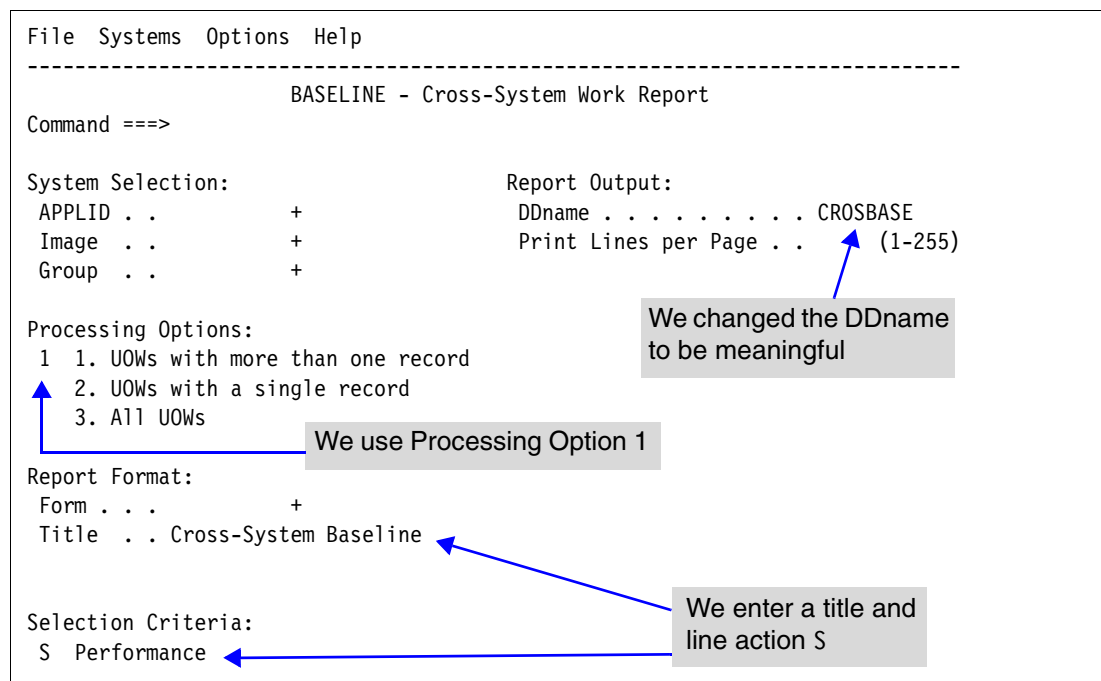 File Systems Options Help
--------------------------------------------------------------------------------
BASELINE - Cross-System Work Report
Command ===>
System Selection: Report Output:
APPLID . . + DDname . . . . . . . . . CROSBASE
Image . . + Print Lines per Page . . (1-255)
Group . . +
We changed the DDname
to be meaningful
Processing Options:
1 1. UOWs with more than one record
2. UOWs with a single record
3. All UOWs
We use Processing Option 1
Report Format:
Form . . . +
Title . . Cross-System Baseline
We enter a title and
line action S
Selection Criteria:
S Performance